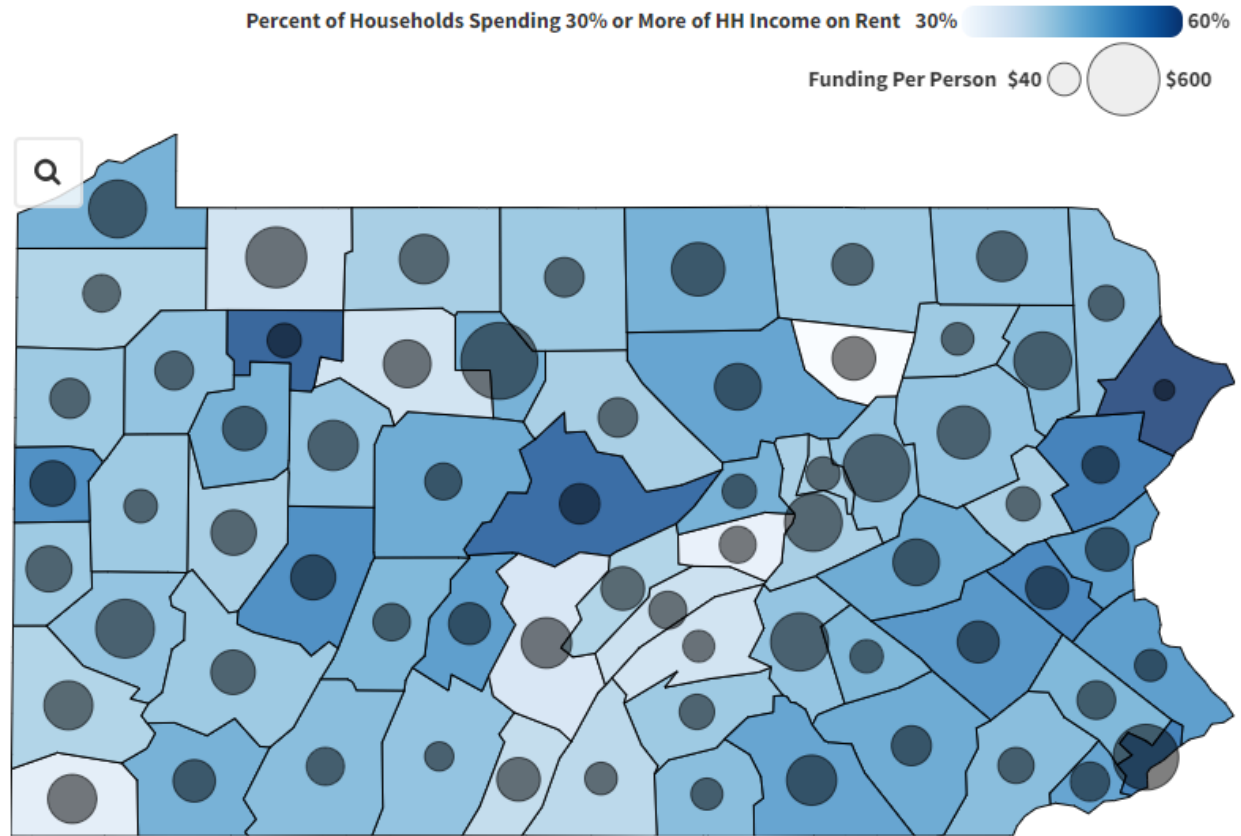 Percent of Households Spending 30% or More of HH Income on Rent 30% 60%
Funding Per Person $40 $600